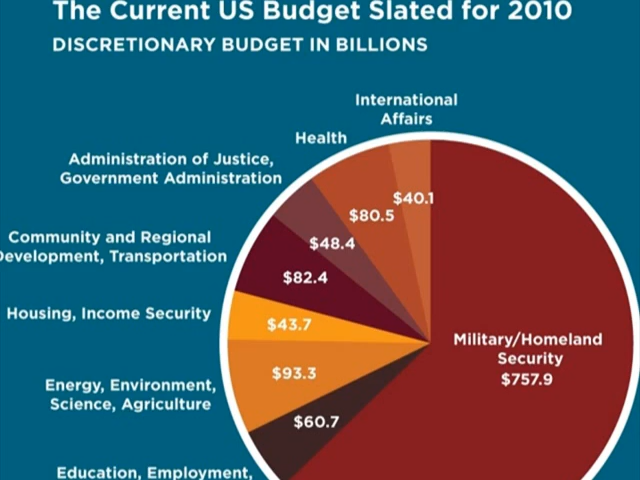 The Current US Budget Slated for 2010
DISCRETIONARY BUDGET IN BILLIONS
International
Affairs
Health
Administration of Justice,
Government Administration
$40.1
$80.5
$48.4
Community and Regional
Development, Transportation
$82.4
Housing, Income Security
$43.7
Military/Homeland
Security
$757.9
Energy, Environment,
Science, Agriculture
$93.3
$60.7
Education, Employment,